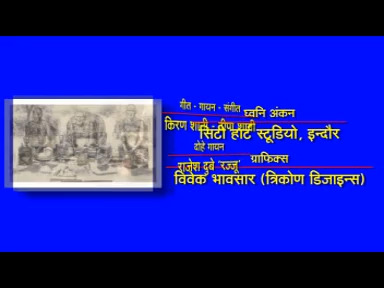 गीत - गायन - संगीत
ध्वनि अंकन
किरण शाली - दीपा शाली
सिटी हार्ट स्टूडियो, इन्दौर
दोहे गायन
ग्राफिक्स
राजेश दुबे 'रज्जू'
विवेक भावसार (त्रिकोण डिजाइन्स)